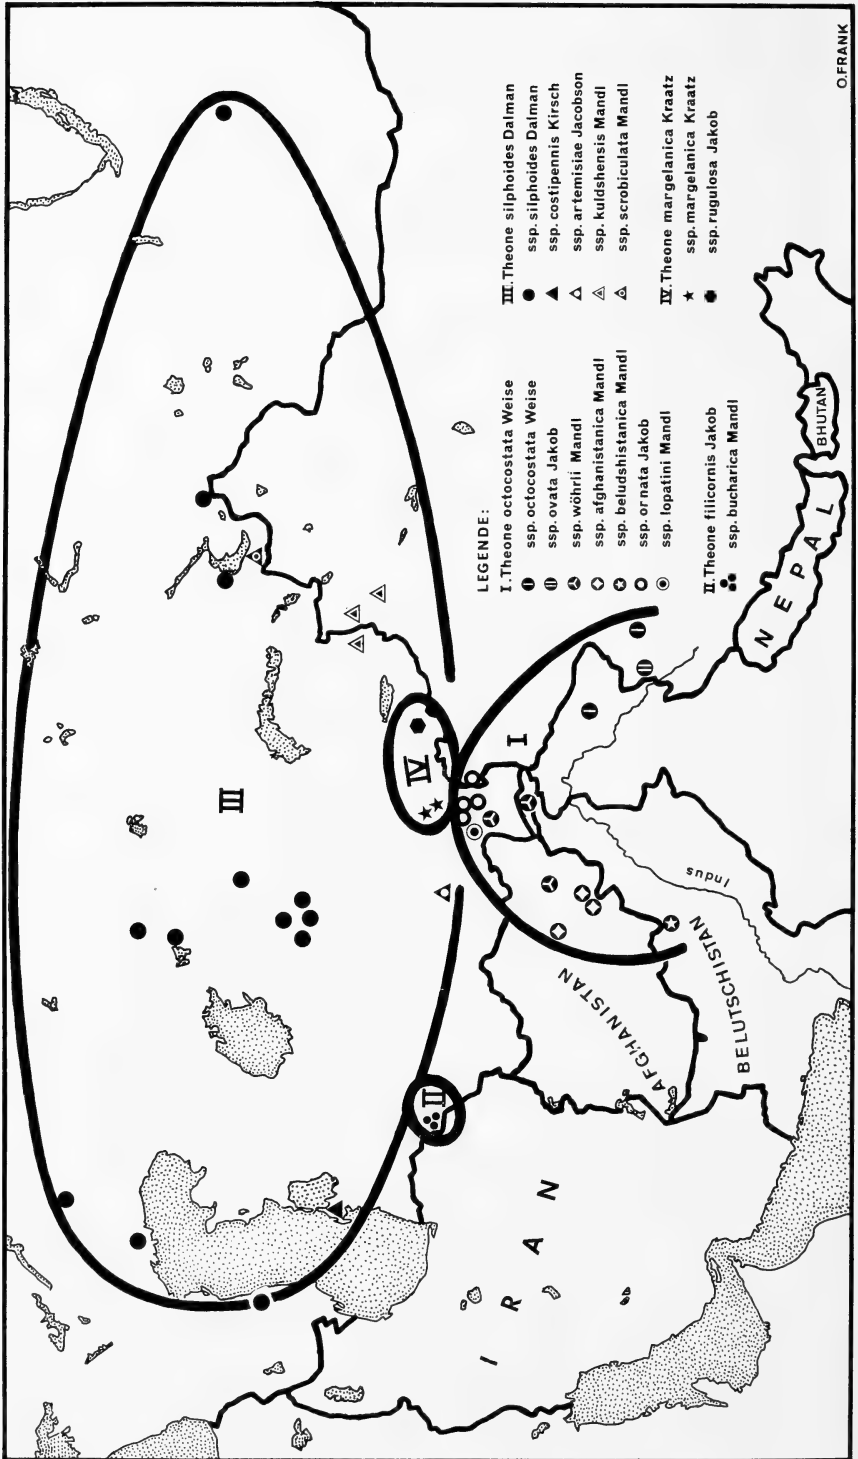 LEGENDE:
I. Theone octocostata Weise
ssp. octocostata Weise
ssp. ovata Jakob
ssp. wöhrli Mandl
ssp. afghanistanica Mandl
ssp. beludshistanica Mandl
ssp. ornata Jakob
ssp. lopatini Mandl
II. Theone filicornis Jakob
ssp. bucharica Mandl
III. Theone silphoides Dalman
ssp. silphoides Dalman
ssp. costipennis Kirsch
ssp. artemisiae Jacobson
ssp. kuldshensis Mandl
ssp. scrobiculata Mandl
IV. Theone margelanica Kraatz
ssp. margelanica Kraatz
ssp. rugulosa Jakob
III
IV
I
II
IRAN
AFGHANISTAN
BELUTSCHISTAN
Indus
NEPAL
BHUTAN
O.FRANK